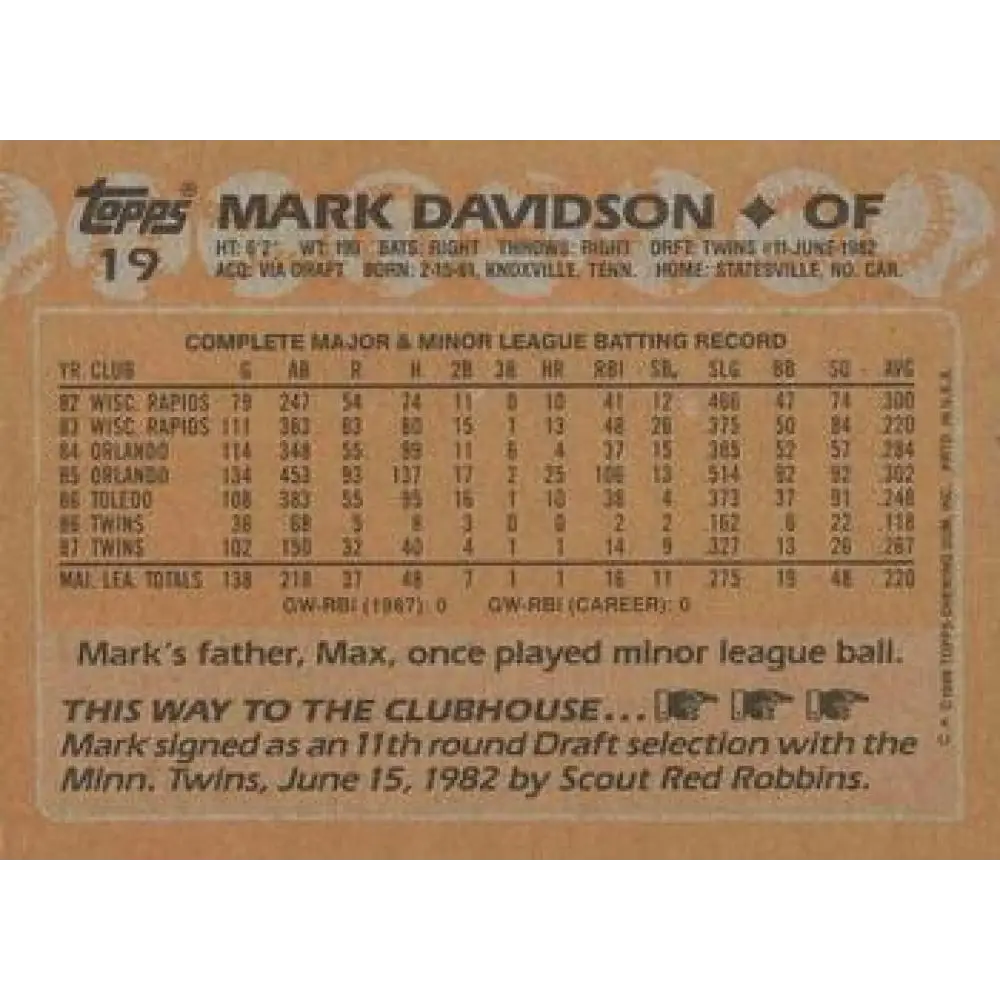 topps® MARK DAVIDSON ♦ OF
19 HT: 6'2" WT: 190 BATS: RIGHT THROWS: RIGHT DRFT: TWINS #11-JUNE-1982
ACQ: VIA DRAFT BORN: 2-15-61, KNOXVILLE, TENN. HOME: STATESVILLE, NO. CAR.
COMPLETE MAJOR & MINOR LEAGUE BATTING RECORD
YR CLUB G AB R H 2B 3B HR RBI SB SLG BB SO AVG
82 WISC. RAPIDS 79 247 54 74 11 0 10 41 12 .466 47 74 .300
83 WISC. RAPIDS 111 363 63 80 15 1 13 48 26 .375 50 84 .220
84 ORLANDO 114 348 55 99 11 6 4 37 15 .385 52 57 .284
85 ORLANDO 134 453 93 137 17 2 25 106 13 .514 92 92 .302
86 TOLEDO 108 383 55 95 16 1 10 38 4 .373 37 91 .248
86 TWINS 36 68 5 8 3 0 0 2 2 .162 6 22 .118
87 TWINS 102 150 32 40 4 1 1 14 9 .327 13 26 .267
MAJ. LEA. TOTALS 138 218 37 48 7 1 1 16 11 .275 19 48 .220
GW-RBI (1987): 0 GW-RBI (CAREER): 0
Mark's father, Max, once played minor league ball.
THIS WAY TO THE CLUBHOUSE...
Mark signed as an 11th round Draft selection with the
Minn. Twins, June 15, 1982 by Scout Red Robbins.
TOPPS CHEWING GUM, INC. PRTD. IN U.S.A.